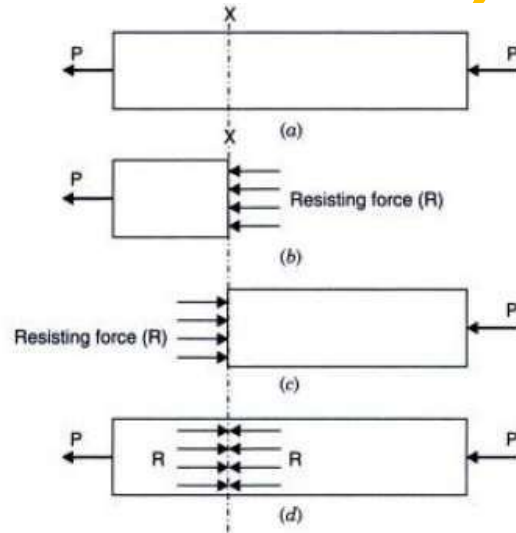 X
P P
(a)
X
P
Resisting force (R)
(b)
Resisting force (R)
P
(c)
P R R P
(d)